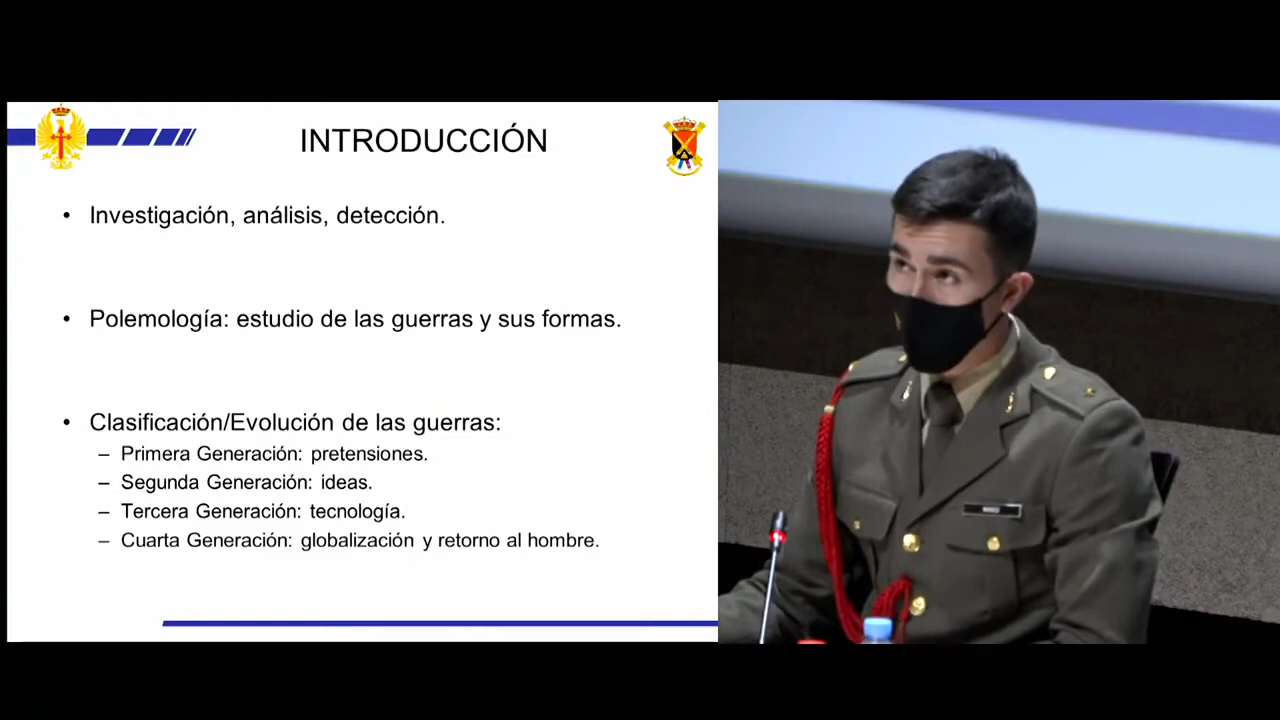 INTRODUCCIÓN
• Investigación, análisis, detección.
• Polemología: estudio de las guerras y sus formas.
• Clasificación/Evolución de las guerras:
– Primera Generación: pretensiones.
– Segunda Generación: ideas.
– Tercera Generación: tecnología.
– Cuarta Generación: globalización y retorno al hombre.